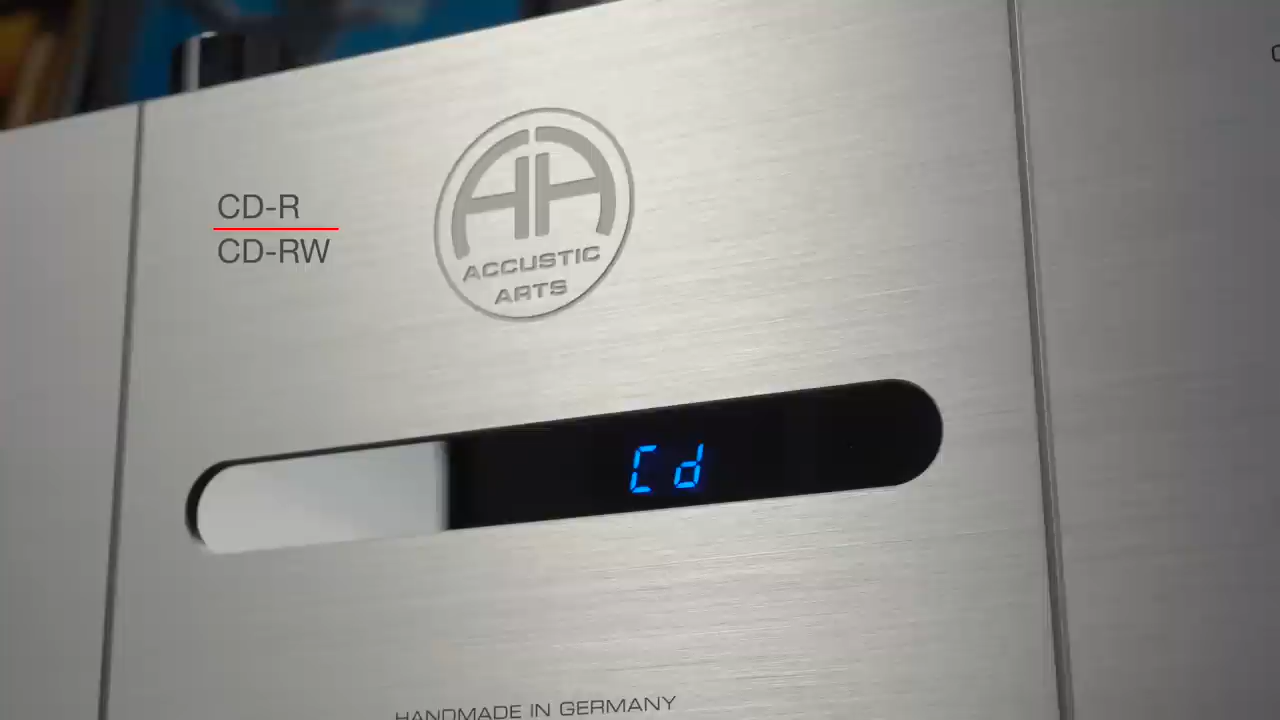 CD-R
CD-RW
ACCUSTIC
ARTS
Cd
HANDMADE IN GERMANY